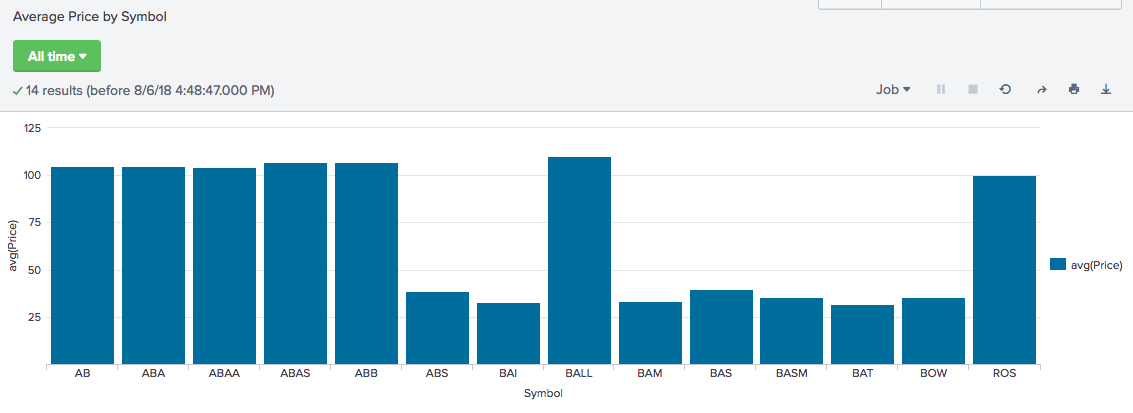 Average Price by Symbol
All time
14 results (before 8/6/18 4:48:47.000 PM)
Job
125
100
75
50
25
avg(Price)
AB ABA ABAA ABAS ABB ABS BAI BALL BAM BAS BASM BAT BOW ROS
Symbol
avg(Price)